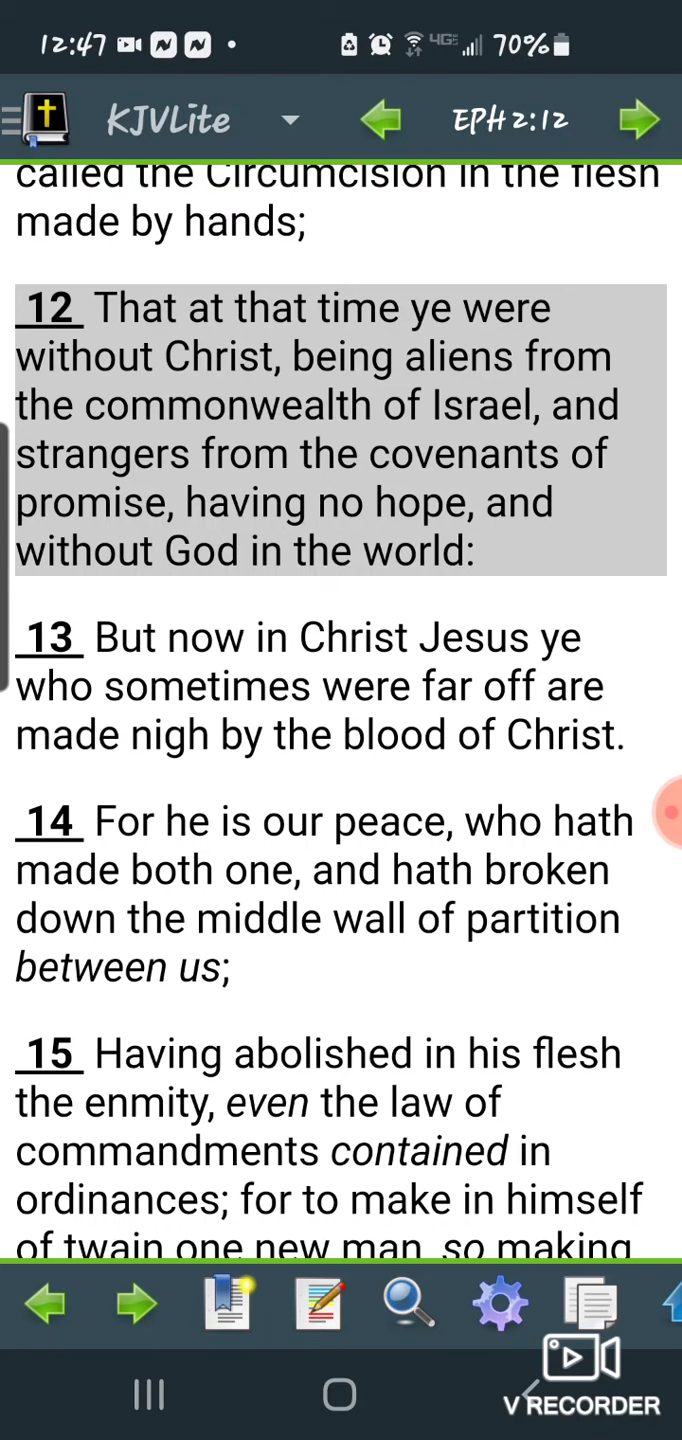 12:47 4GE 70%
KJVLite EPH 2:12
called the Circumcision in the flesh
made by hands;
12 That at that time ye were
without Christ, being aliens from
the commonwealth of Israel, and
strangers from the covenants of
promise, having no hope, and
without God in the world:
13 But now in Christ Jesus ye
who sometimes were far off are
made nigh by the blood of Christ.
14 For he is our peace, who hath
made both one, and hath broken
down the middle wall of partition
between us;
15 Having abolished in his flesh
the enmity, even the law of
commandments contained in
ordinances; for to make in himself
of twain one new man, so making
V RECORDER